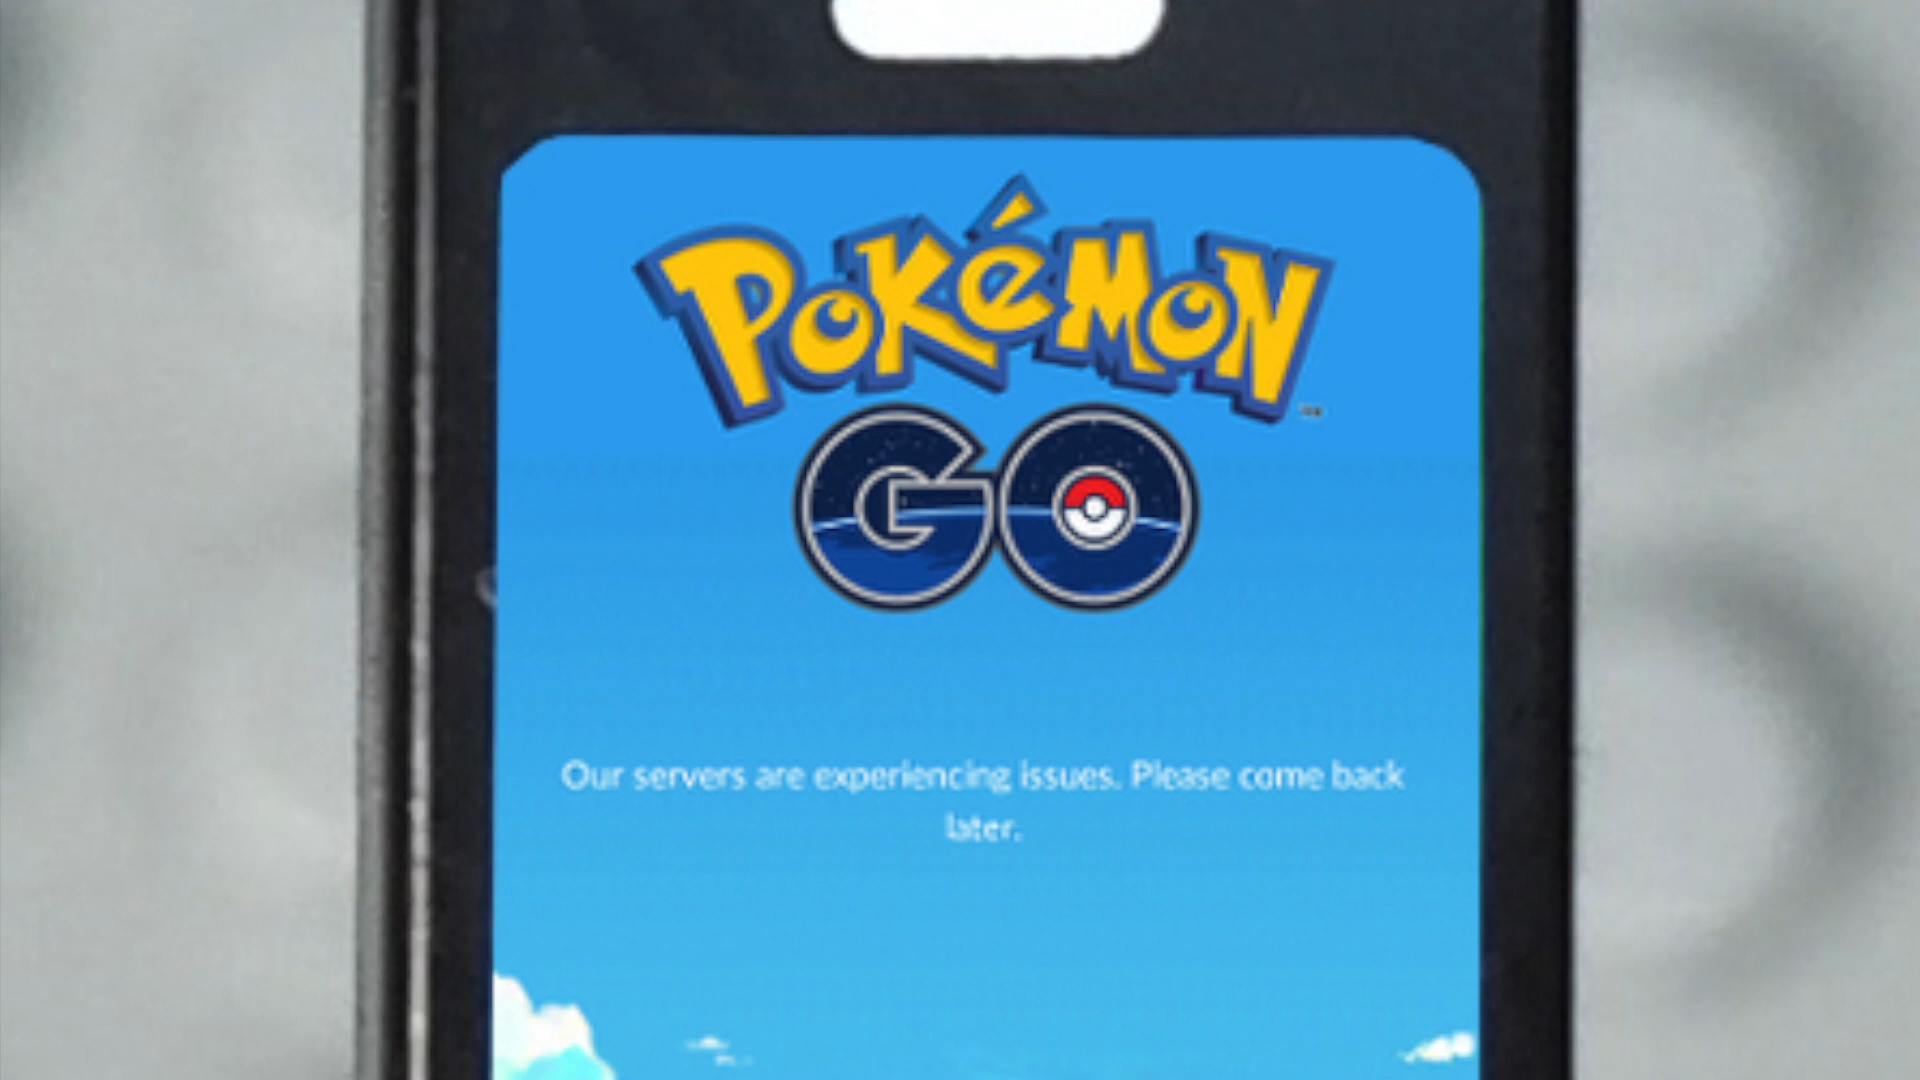 Pokémon
GO
Our servers are experiencing issues. Please come back
later.